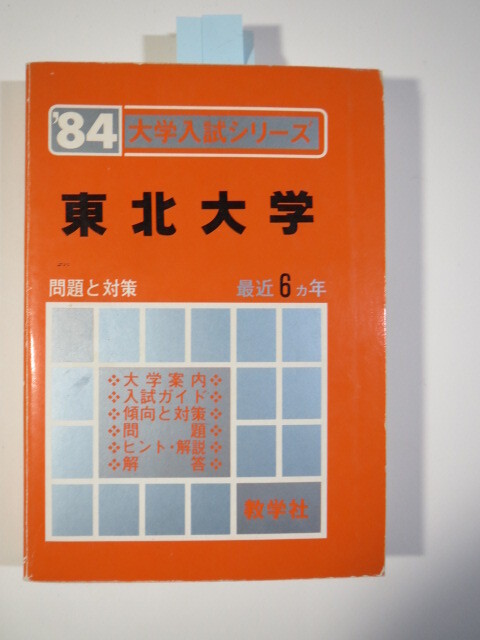 '84 大学入試シリーズ
東北大学
問題と対策 最近6ヵ年
❖大学案内❖
❖入試ガイド❖
❖傾向と対策❖
❖問題❖
❖ヒント・解説❖
❖解答❖
教学社